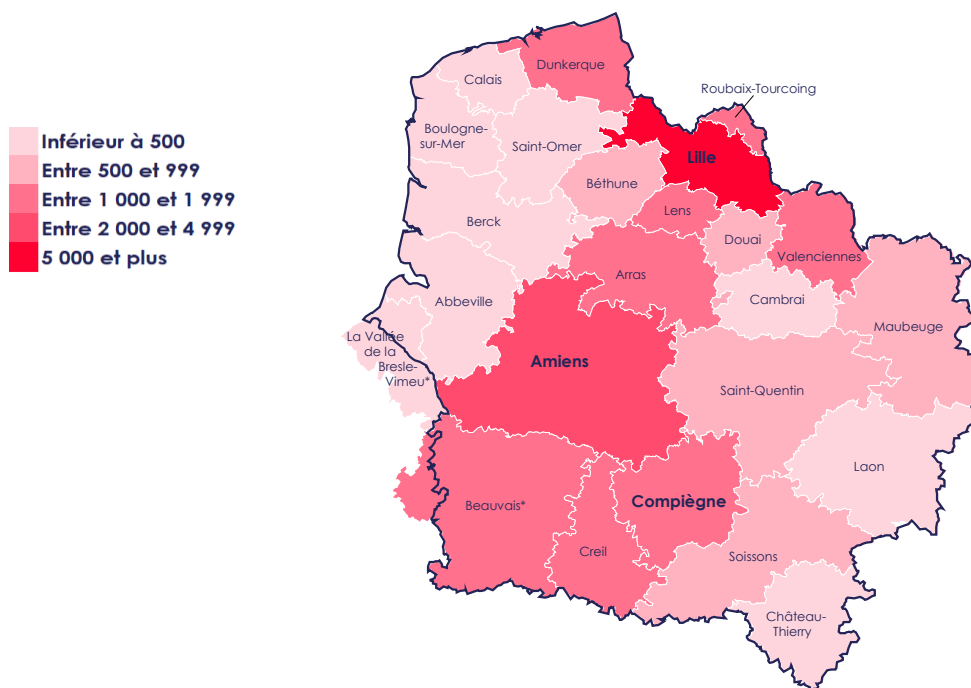 Inférieur à 500
Entre 500 et 999
Entre 1 000 et 1 999
Entre 2 000 et 4 999
5 000 et plus
Dunkerque
Calais
Roubaix-Tourcoing
Boulogne-
sur-Mer
Saint-Omer
Lille
Béthune
Lens
Berck
Douai
Valenciennes
Arras
Cambrai
Abbeville
Maubeuge
La Vallée
de la
Bresle-
Vimeu*
Amiens
Saint-Quentin
Laon
Beauvais*
Compiègne
Creil
Soissons
Château-
Thierry